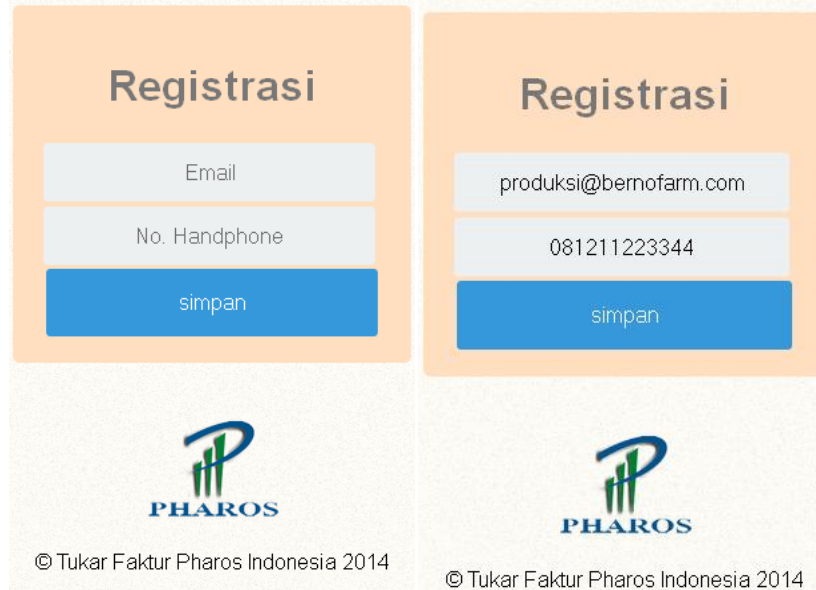 Registrasi
Email
No. Handphone
simpan
PHAROS
© Tukar Faktur Pharos Indonesia 2014
Registrasi
produksi@bernofarm.com
081211223344
simpan
PHAROS
© Tukar Faktur Pharos Indonesia 2014